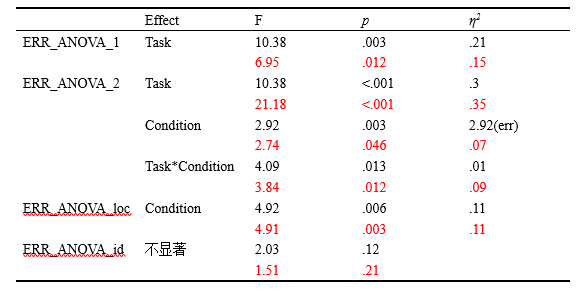 Effect F p η²
ERR_ANOVA_1 Task 10.38 .003 .21
6.95 .012 .15
ERR_ANOVA_2 Task 10.38 <.001 .3
21.18 <.001 .35
Condition 2.92 .003 2.92(err)
2.74 .046 .07
Task*Condition 4.09 .013 .01
3.84 .012 .09
ERR_ANOVA_loc Condition 4.92 .006 .11
4.91 .003 .11
ERR_ANOVA_id 不显著 2.03 .12
1.51 .21